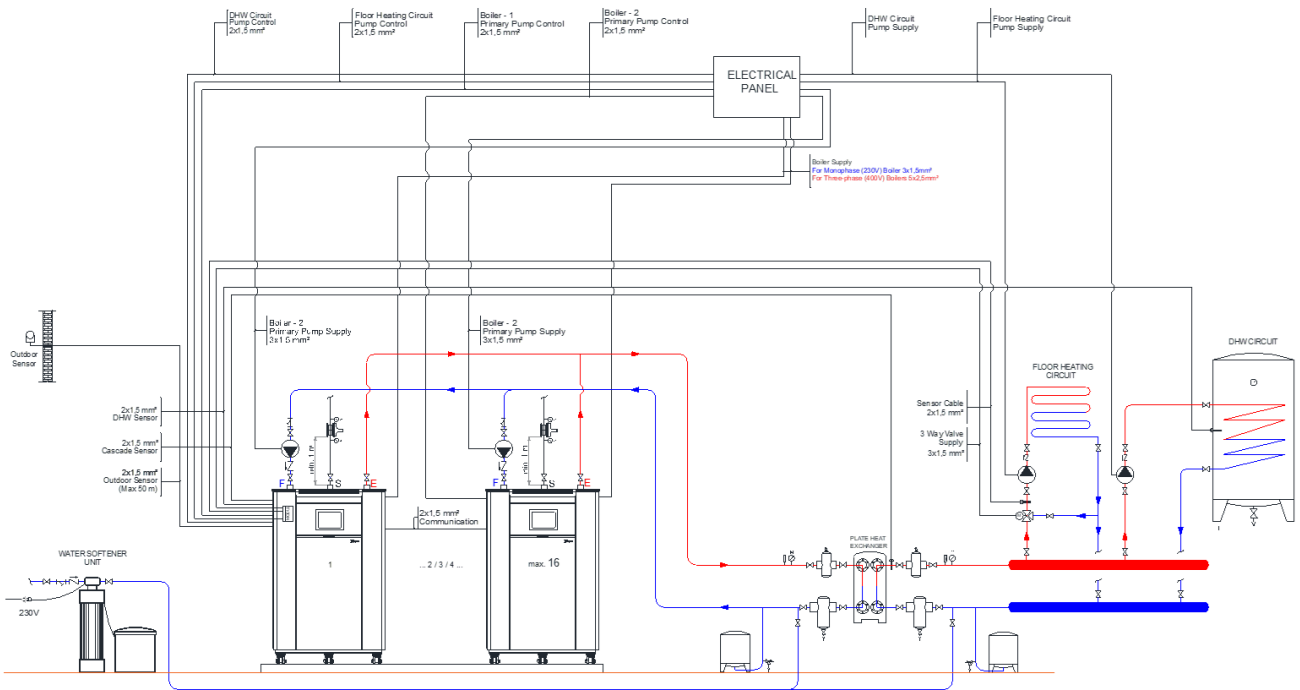 DHW Circuit
Pump Control
2x1,5 mm²
Floor Heating Circuit
Pump Control
2x1,5 mm²
Boiler - 1
Primary Pump Control
2x1,5 mm²
Boiler - 2
Primary Pump Control
2x1,5 mm²
DHW Circuit
Pump Supply
Floor Heating Circuit
Pump Supply
ELECTRICAL
PANEL
Boiler Supply
For Monophase (230V) Boiler 3x1,5mm²
For Three-phase (400V) Boilers 5x2,5mm²
Outdoor
Sensor
Boiler - 2
Primary Pump Supply
3x1,5 mm²
Boiler - 2
Primary Pump Supply
3x1,5 mm²
DHW CIRCUIT
FLOOR HEATING
CIRCUIT
2x1,5 mm²
DHW Sensor
2x1,5 mm²
Cascade Sensor
2x1,5 mm²
Outdoor Sensor
(Max 50 m)
Sensor Cable
2x1,5 mm²
3 Way Valve
Supply
3x1,5 mm²
min. 1 m
min. 1 m
F
S
E
F
S
E
2x1,5 mm²
Communication
PLATE HEAT
EXCHANGER
WATER SOFTENER
UNIT
230V
1
... 2 / 3 / 4 ...
max. 16